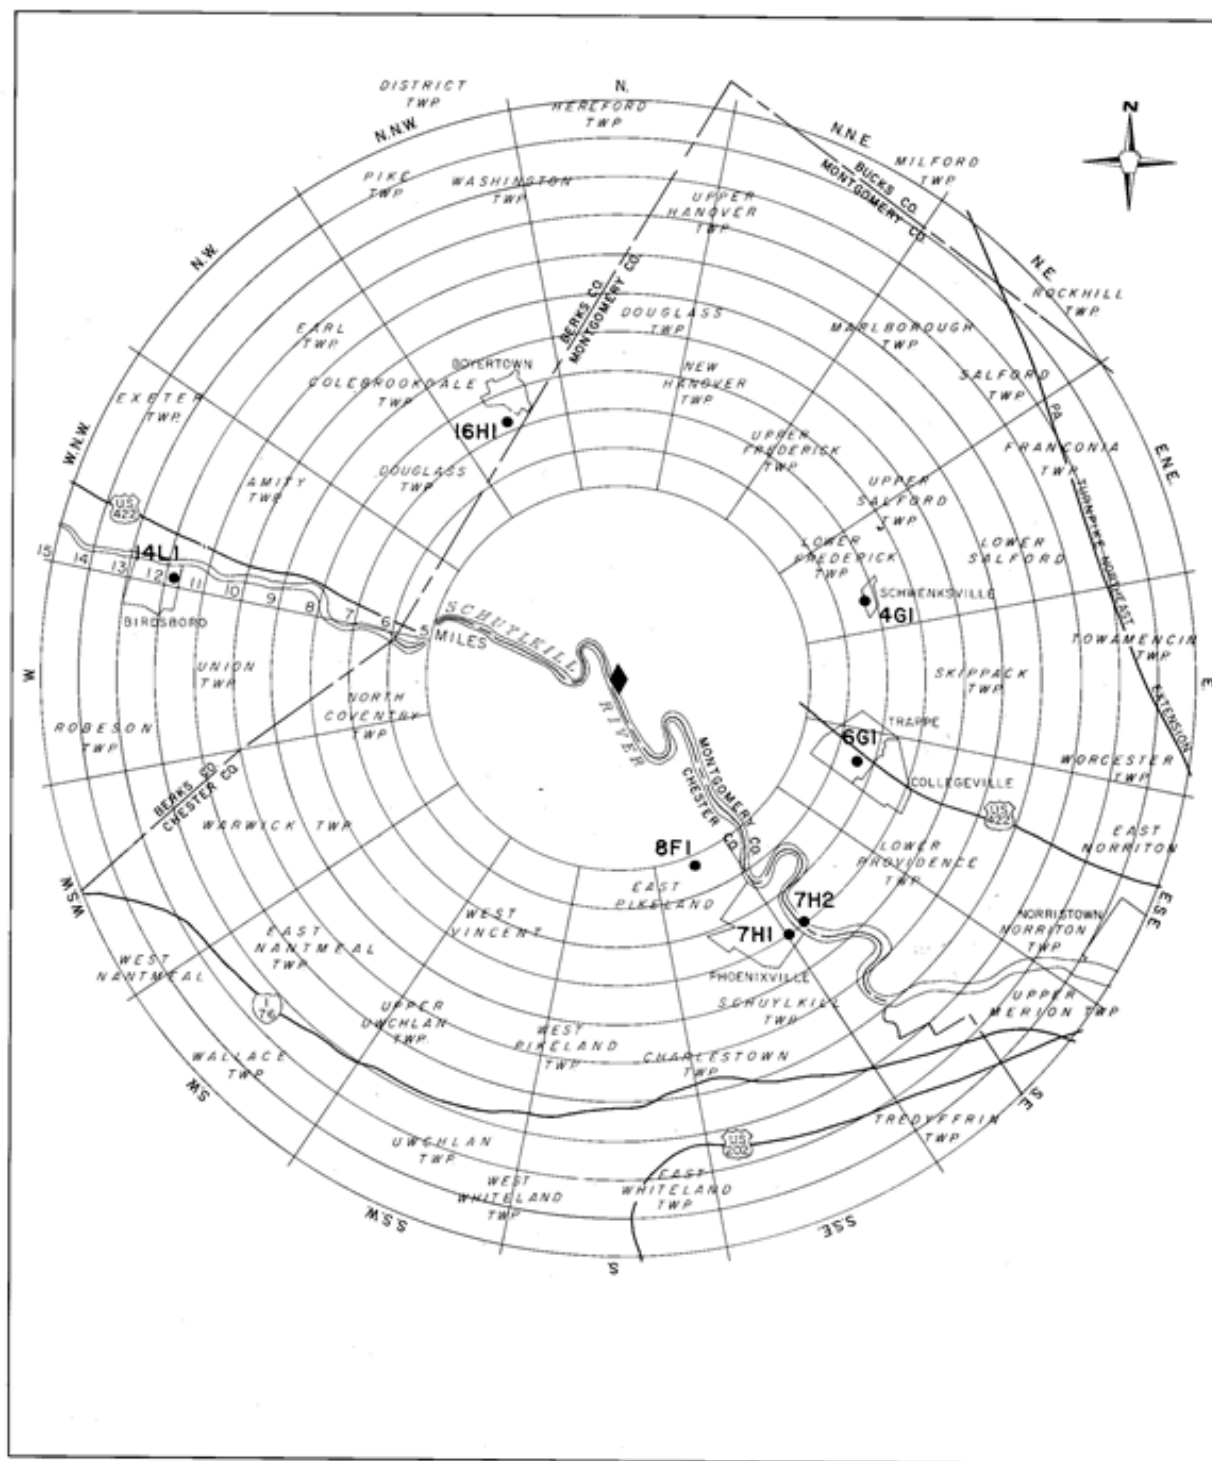 DISTRICT
TWP.
N.
HEREFORD
TWP
N.N.W.
N.N.E.
N
MILFORD
TWP
BUCKS CO.
MONTGOMERY CO.
PIKE
TWP.
WASHINGTON
TWP.
UPPER
HANOVER
TWP
N.W.
N.E.
ROCKHILL
TWP.
BERKS CO.
MONTGOMERY CO.
EARL
TWP.
DOUGLASS
TWP.
MARLBOROUGH
TWP.
BOYERTOWN
COLEBROOKDALE
TWP.
NEW
HANOVER
TWP
SALFORD
TWP
EXETER
TWP.
16H1
PA.
TURNPIKE NORTHEAST
EXTENSION
W.N.W.
UPPER
FREDERICK
TWP
FRANCONIA
TWP.
E.N.E.
AMITY
TWP.
DOUGLASS
TWP.
UPPER
SALFORD
TWP
US
422
LOWER
FREDERICK
TWP
LOWER
SALFORD
14L1
15
14
13
12
11
10
9
8
7
6
5
MILES
BIRDSBORO
SCHUYLKILL
RIVER
SCHWENKSVILLE
4G1
TOWAMENCIN
TWP.
W
UNION
TWP
NORTH
COVENTRY
TWP
SKIPPACK
TWP.
E.
ROBESON
TWP
TRAPPE
6G1
COLLEGEVILLE
WORCESTER
TWP
BERKS CO.
CHESTER CO.
MONTGOMERY CO.
CHESTER CO.
US
422
WARWICK TWP
8F1
EAST
PIKELAND
LOWER
PROVIDENCE
TWP
EAST
NORRITON
W.S.W.
E.S.E.
WEST
VINCENT
7H2
7H1
NORRISTOWN
NORRITON
TWP
EAST
NANTMEAL
TWP
WEST
NANTMEAL
PHOENIXVILLE
I
76
UPPER
UWCHLAN
TWP.
SCHUYLKILL
TWP.
UPPER
MERION TWP
WEST
PIKELAND
TWP
CHARLESTOWN
TWP
WALLACE
TWP
S.W.
S.E.
UWCHLAN
TWP.
US
202
TREDYFFRIN
TWP
WEST
WHITELAND
TWP
EAST
WHITELAND
TWP
S.S.W.
S.S.E.
S.